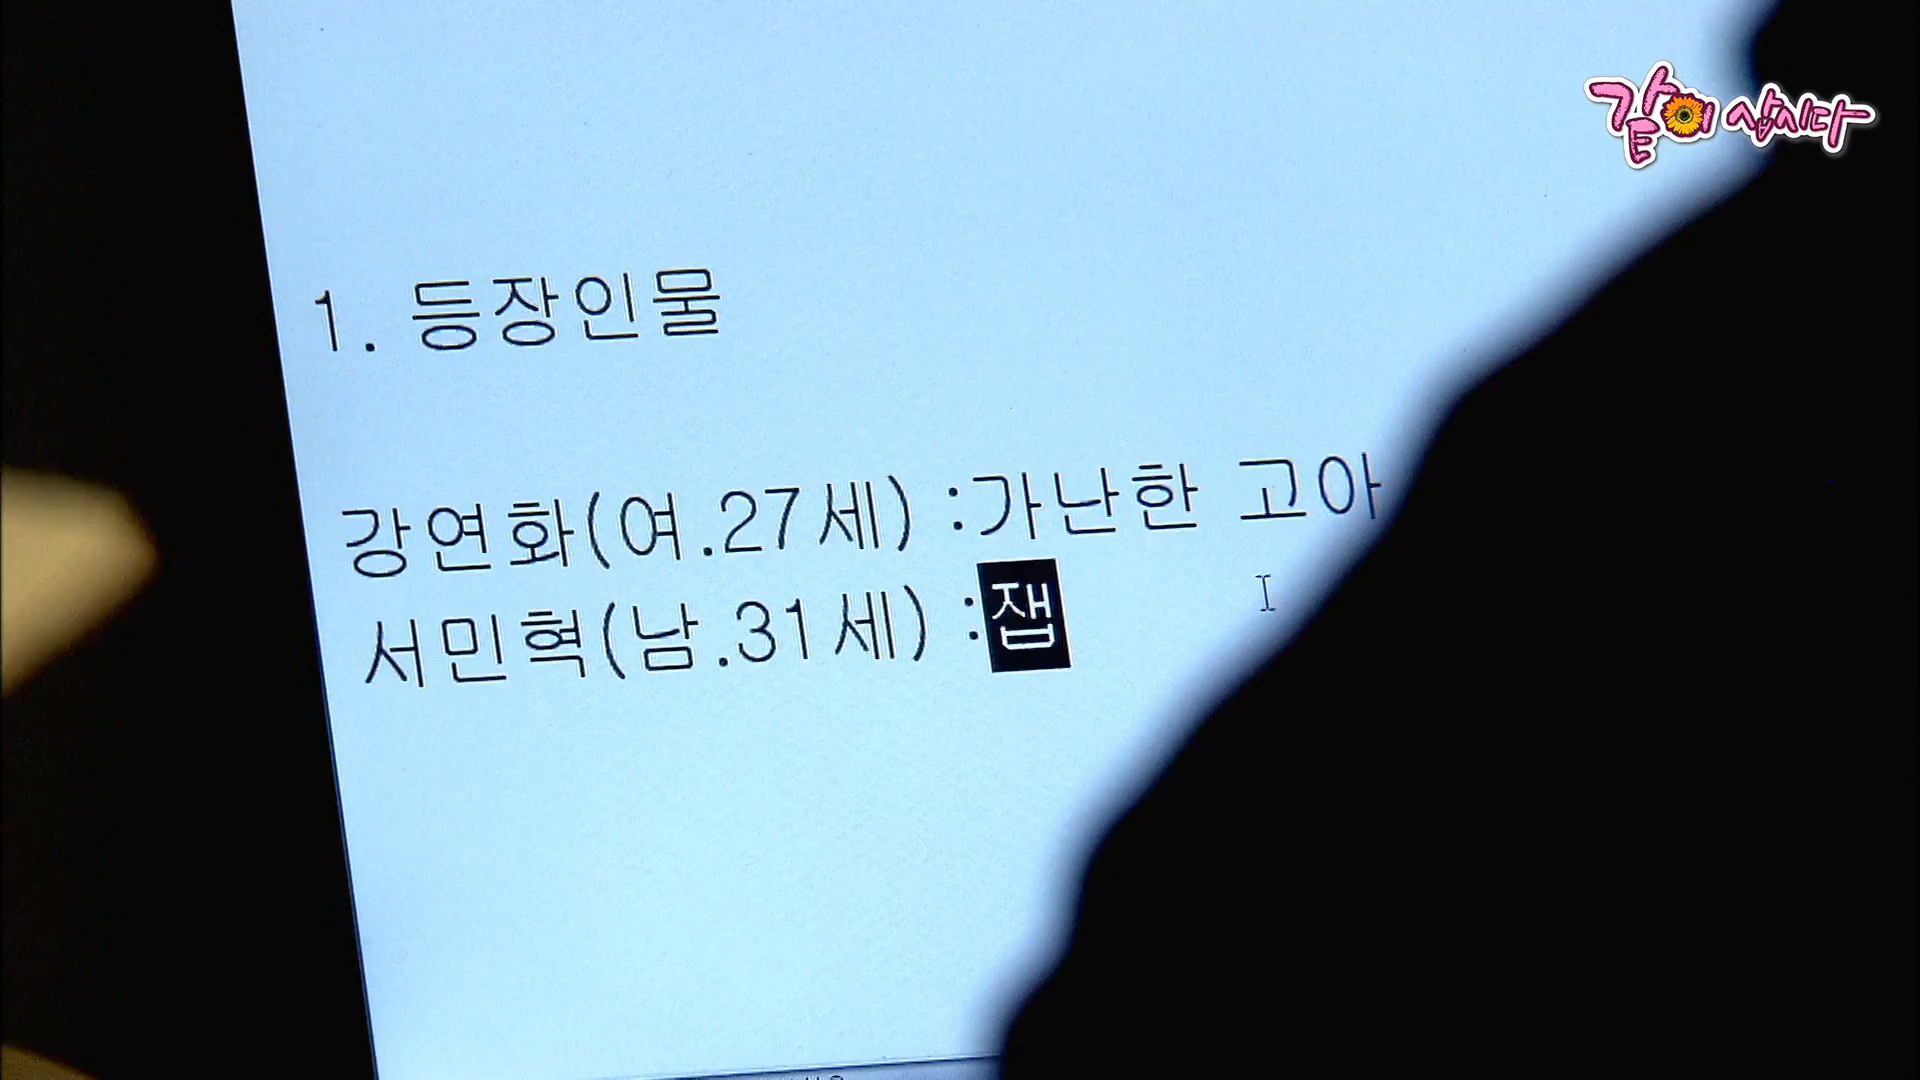 같이 삽시다
1. 등장인물
강연화(여.27세) :가난한 고아
서민혁(남.31세) :잽